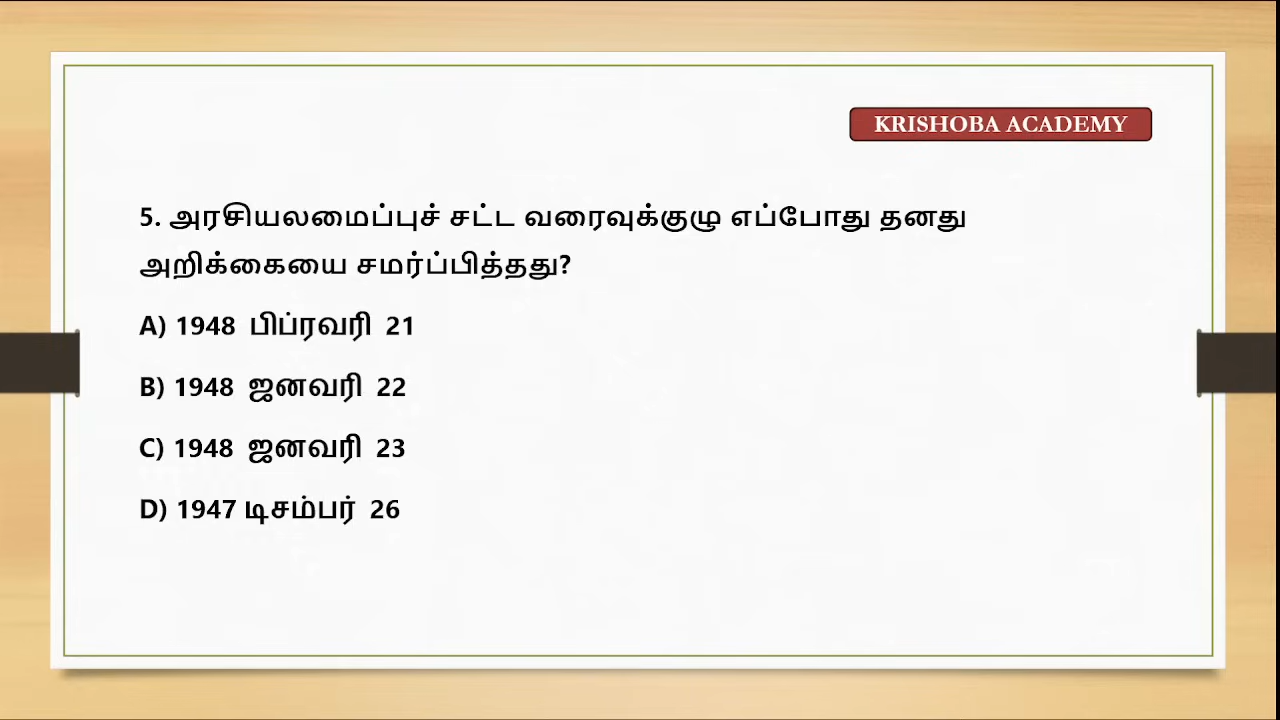 KRISHOBA ACADEMY
5. அரசியலமைப்புச் சட்ட வரைவுக்குழு எப்போது தனது
அறிக்கையை சமர்ப்பித்தது?
A) 1948 பிப்ரவரி 21
B) 1948 ஜனவரி 22
C) 1948 ஜனவரி 23
D) 1947 டிசம்பர் 26